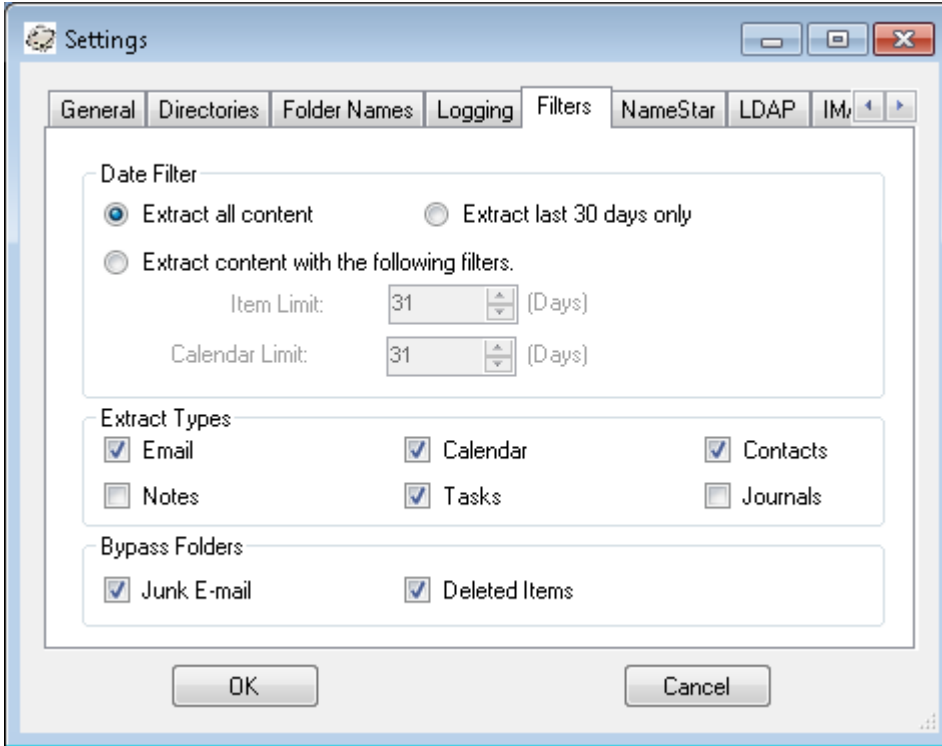 Settings
General Directories Folder Names Logging Filters NameStar LDAP
Date Filter
Extract all content Extract last 30 days only
Extract content with the following filters.
Item Limit: 31 (Days)
Calendar Limit: 31 (Days)
Extract Types
Email Calendar Contacts
Notes Tasks Journals
Bypass Folders
Junk E-mail Deleted Items
OK Cancel